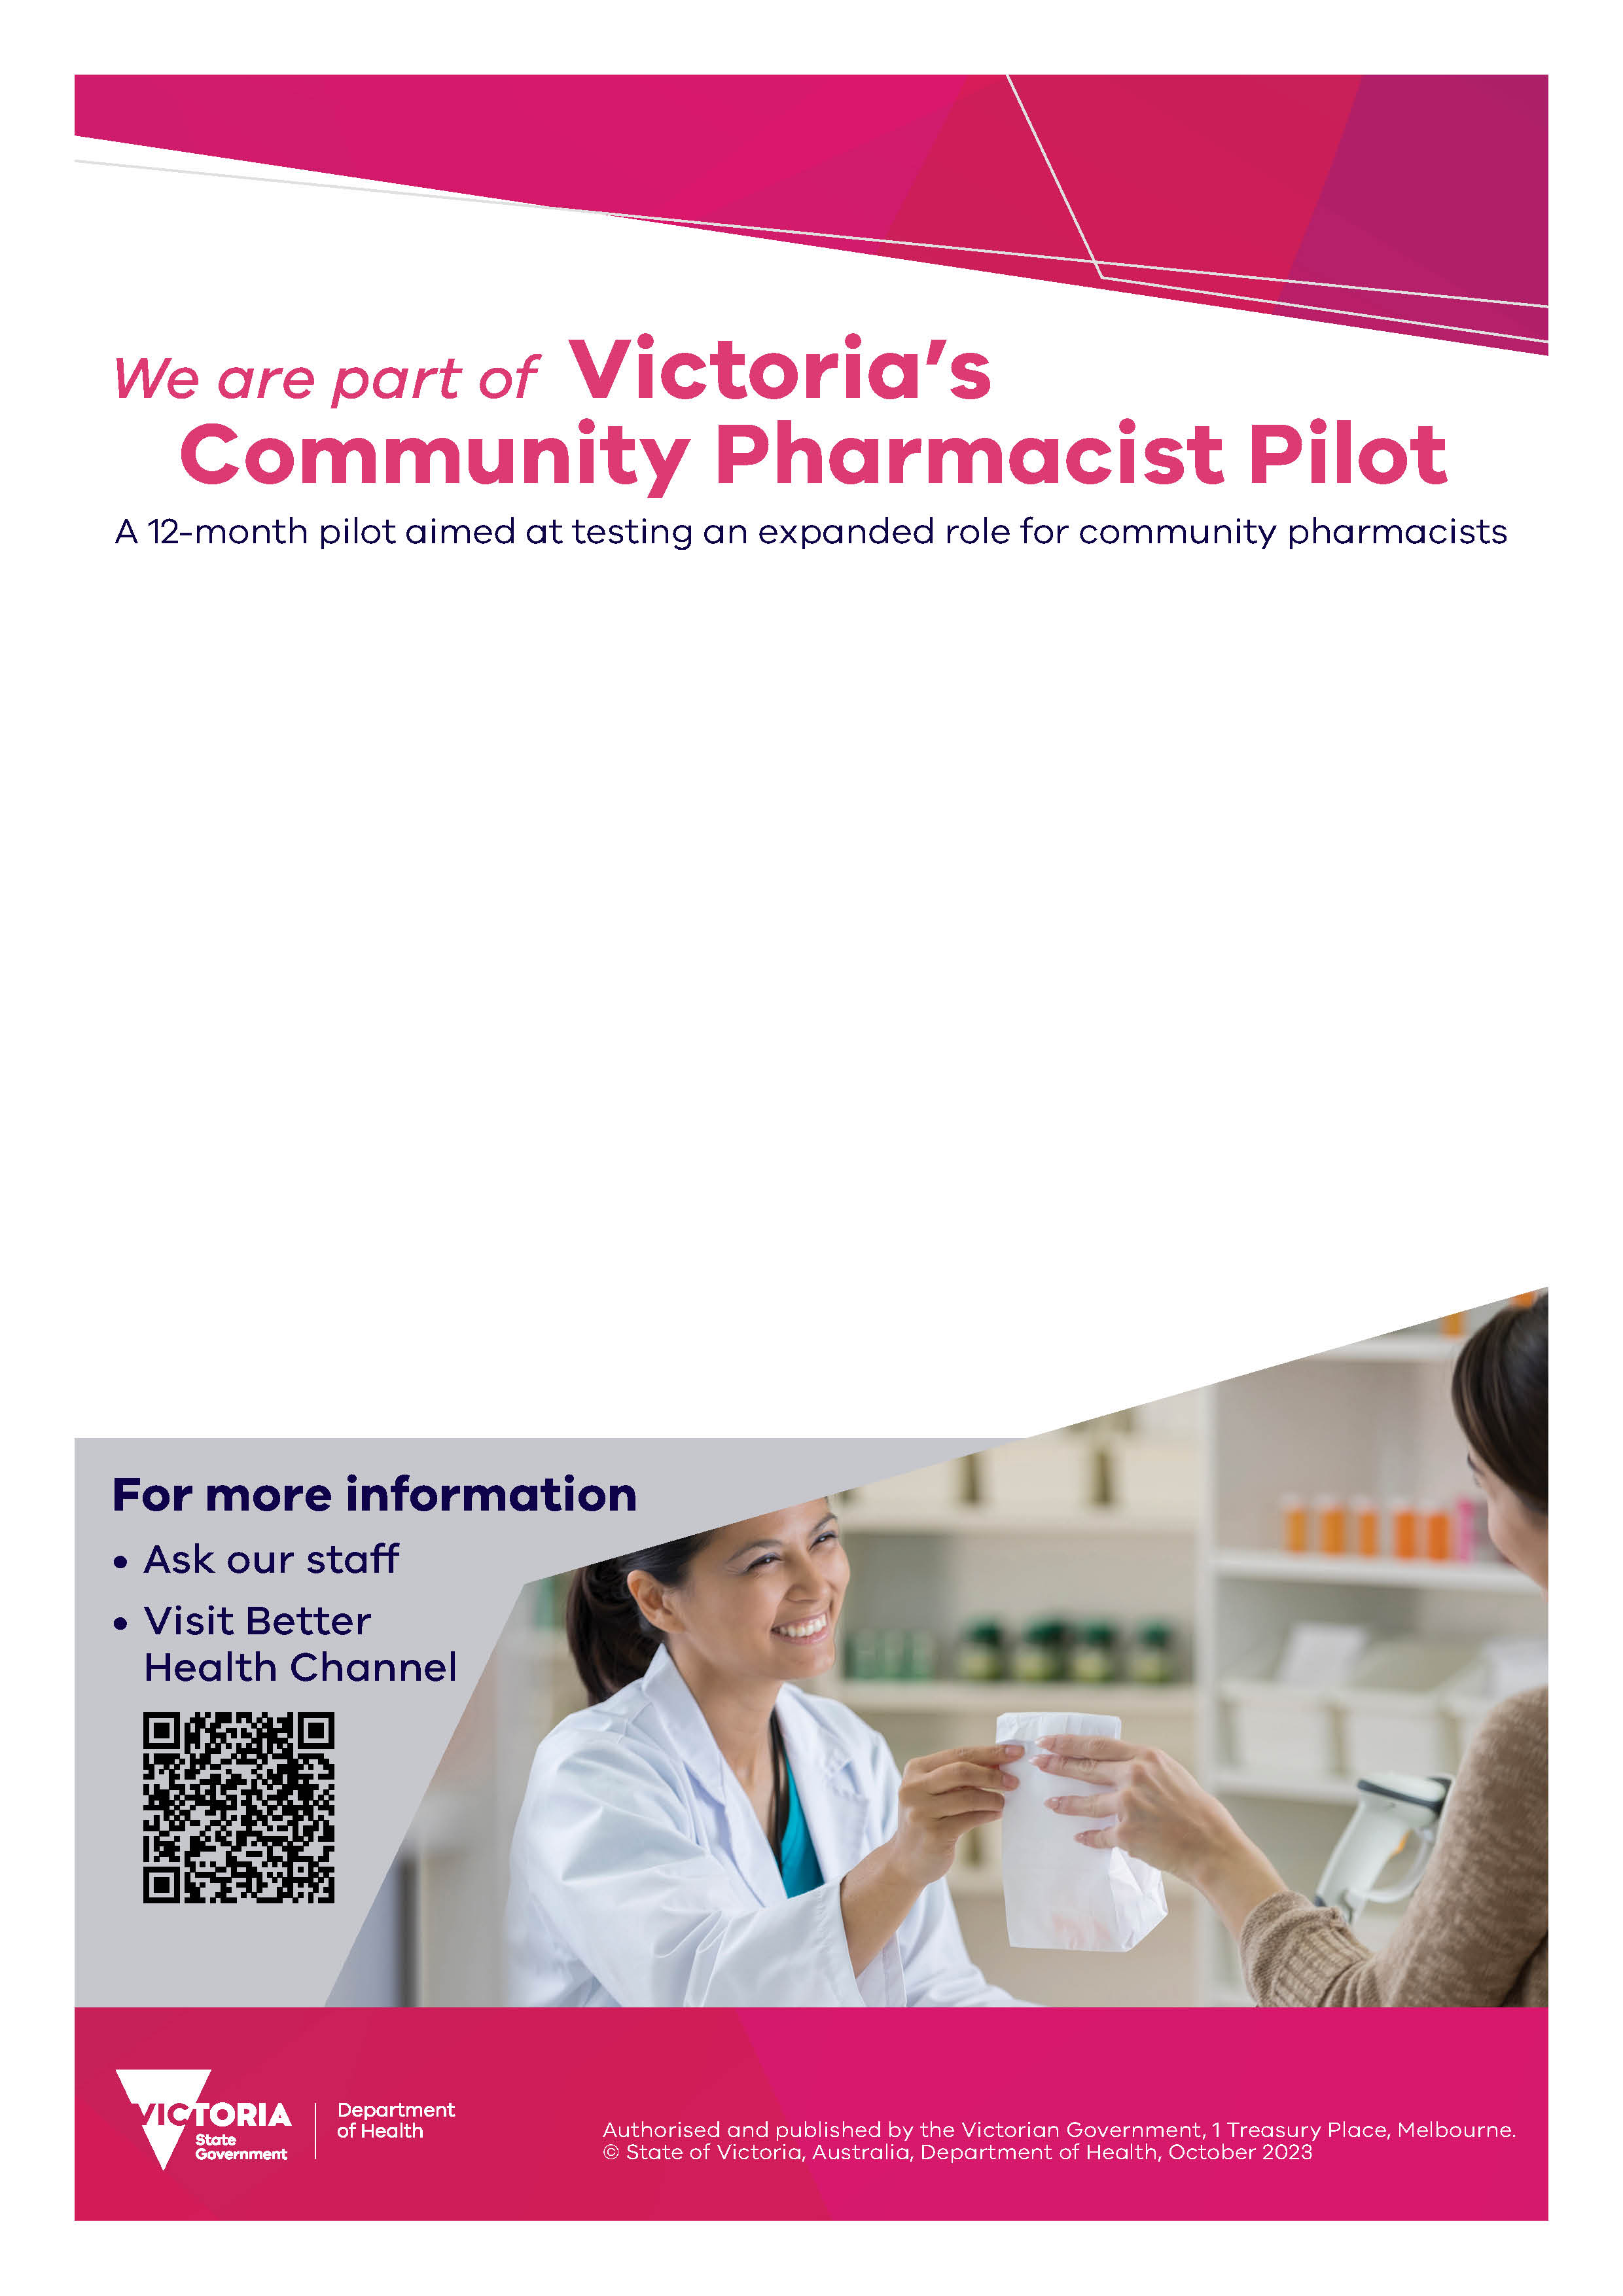 We are part of Victoria's
Community Pharmacist Pilot
A 12-month pilot aimed at testing an expanded role for community pharmacists
For more information
• Ask our staff
• Visit Better
Health Channel
VICTORIA
State
Government
Department
of Health
Authorised and published by the Victorian Government, 1 Treasury Place, Melbourne.
© State of Victoria, Australia, Department of Health, October 2023